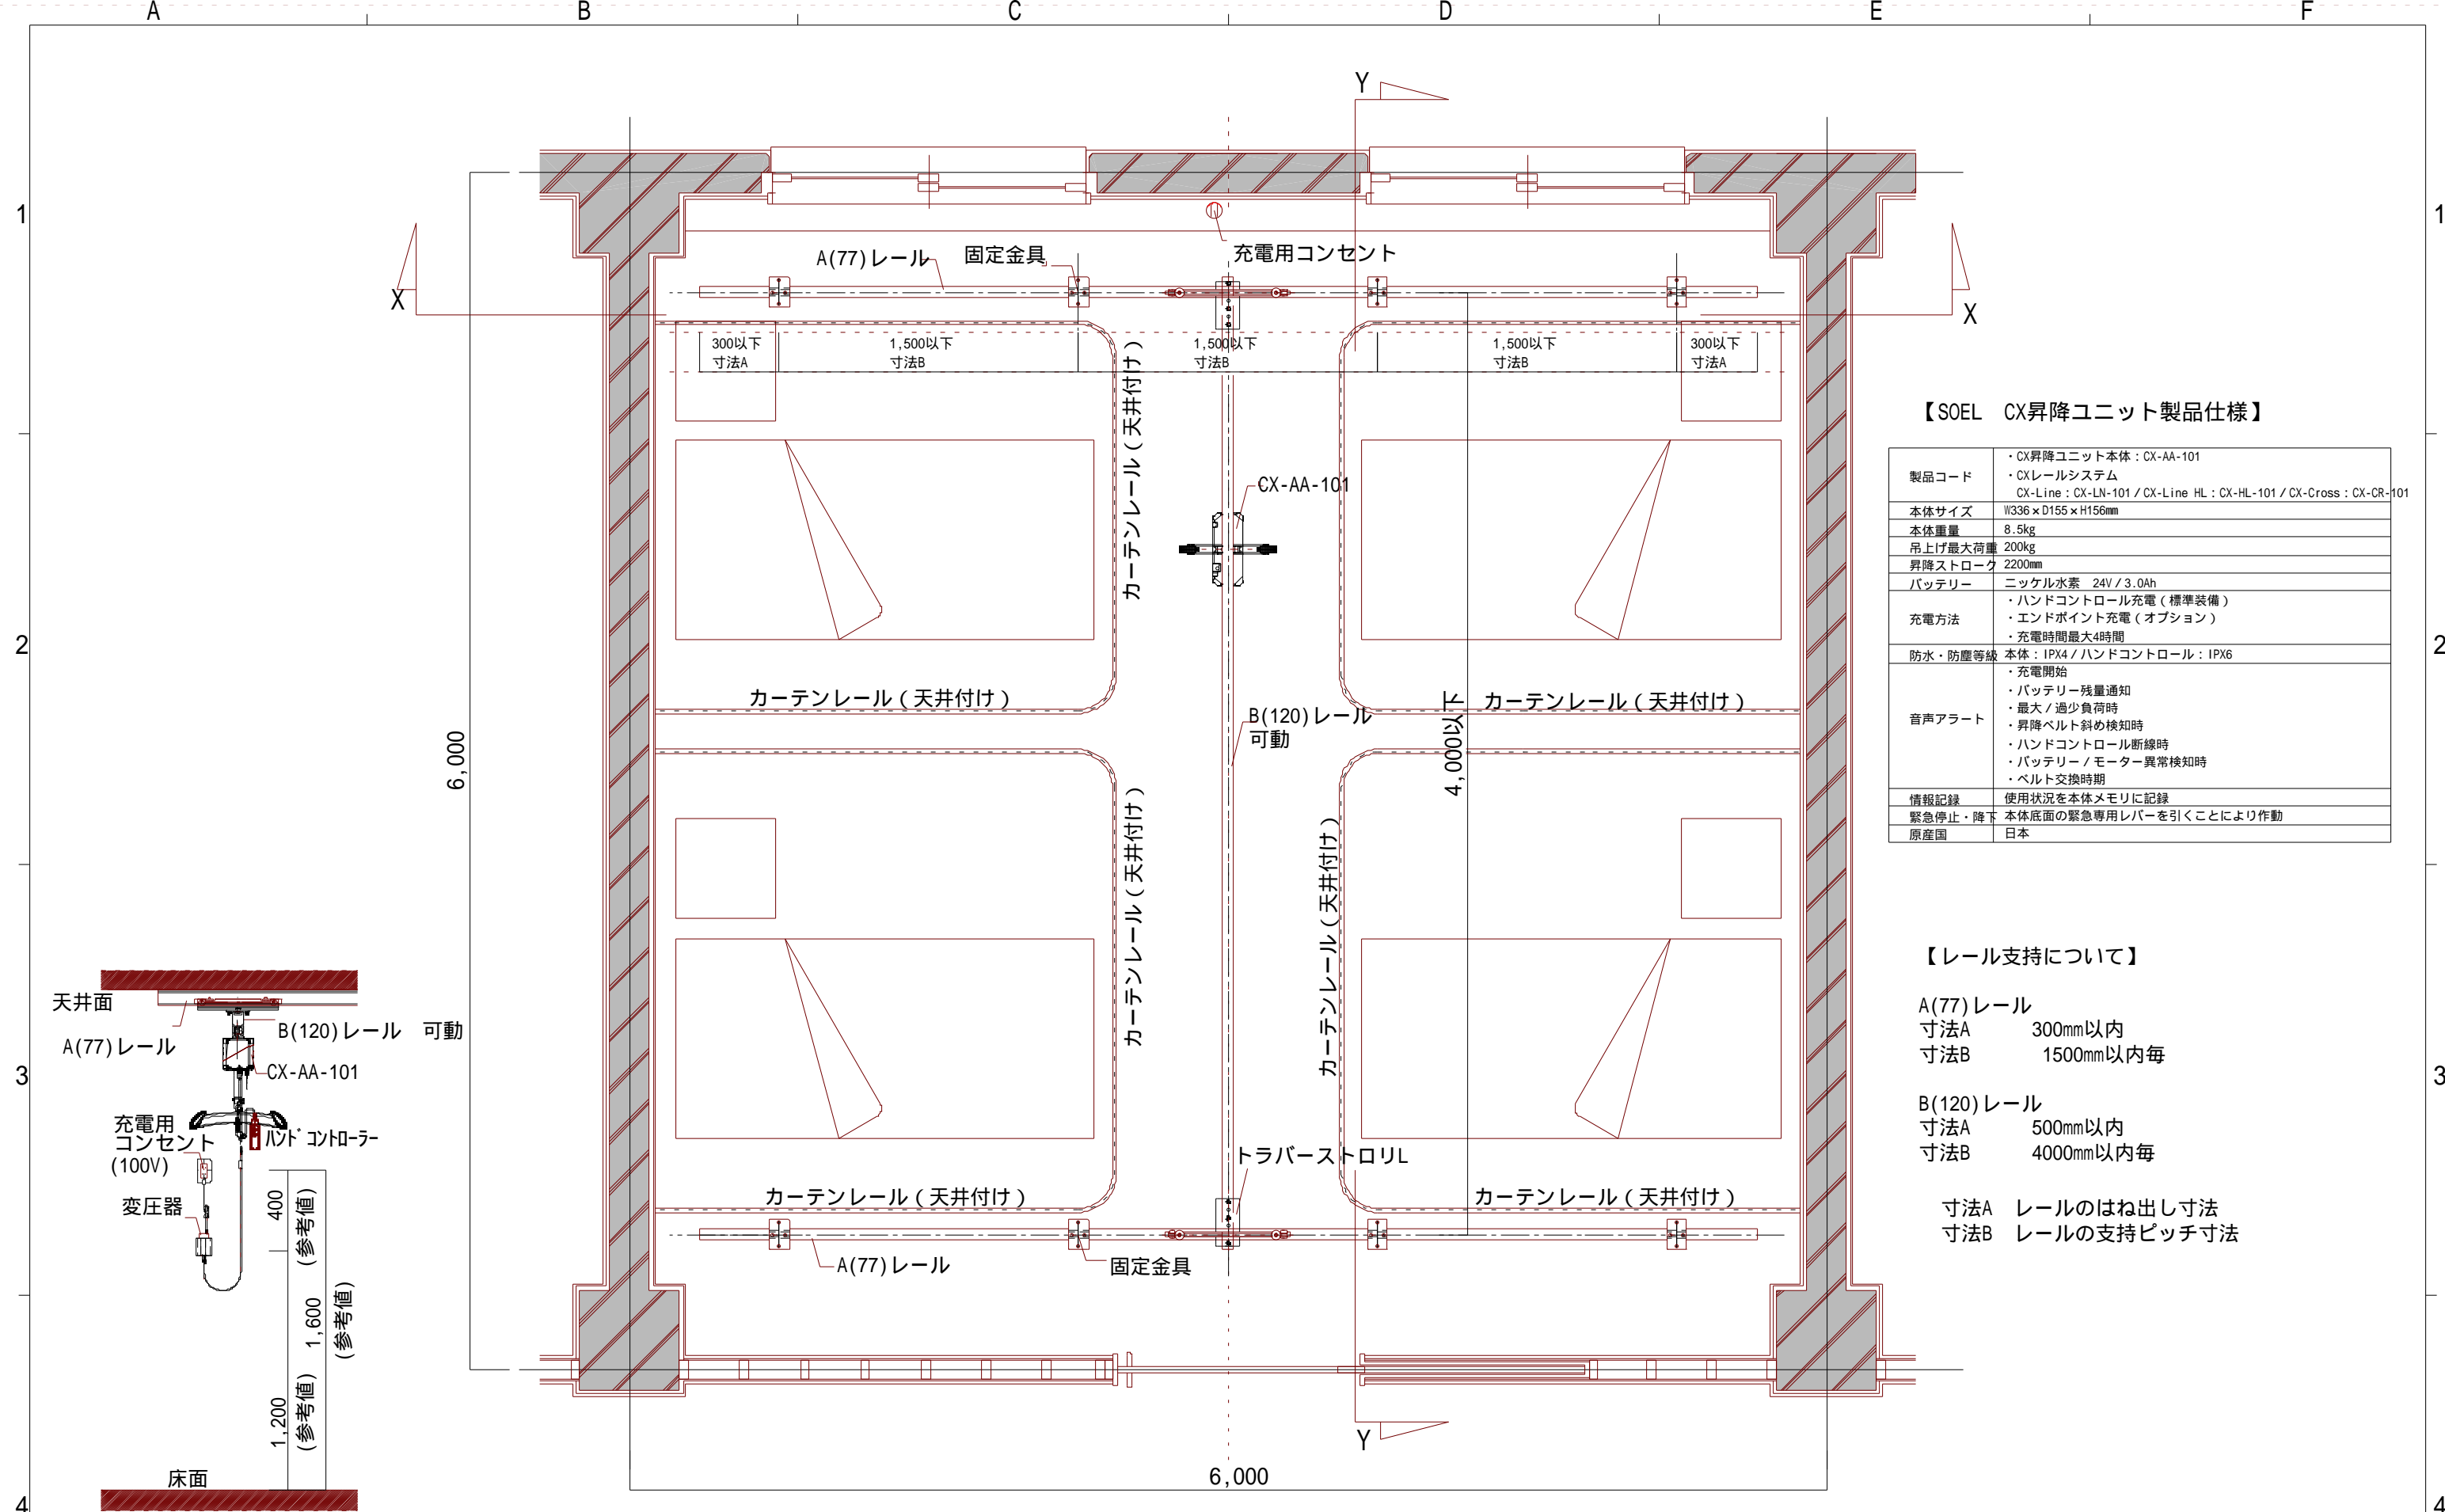 A B C D E F
Y
1 1
充電用コンセント
A(77)レール 固定金具
X X
300以下 1,500以下 1,500以下 1,500以下 300以下
寸法A 寸法B 寸法B 寸法B 寸法A
カーテンレール（天井付け）
CX-AA-101
2 2
カーテンレール（天井付け） カーテンレール（天井付け）
B(120)レール
可動
4,000以下
6,000
カーテンレール（天井付け）
カーテンレール（天井付け）
トラバーストロリL
カーテンレール（天井付け） カーテンレール（天井付け）
A(77)レール 固定金具
Y
6,000
3 3
4 4
【SOEL　CX昇降ユニット製品仕様】
製品コード
・CX昇降ユニット本体：CX-AA-101
・CXレールシステム
CX-Line：CX-LN-101／CX-Line HL：CX-HL-101／CX-Cross：CX-CR-101
本体サイズ W336×D155×H156mm
本体重量 8.5kg
吊上げ最大荷重 200kg
昇降ストローク 2200mm
バッテリー ニッケル水素　24V／3.0Ah
充電方法
・ハンドコントロール充電（標準装備）
・エンドポイント充電（オプション）
・充電時間最大4時間
防水・防塵等級 本体：IPX4／ハンドコントロール：IPX6
音声アラート
・充電開始
・バッテリー残量通知
・最大／過少負荷時
・昇降ベルト斜め検知時
・ハンドコントロール断線時
・バッテリー／モーター異常検知時
・ベルト交換時期
情報記録 使用状況を本体メモリに記録
緊急停止・降下 本体底面の緊急専用レバーを引くことにより作動
原産国 日本
【レール支持について】
A(77)レール
寸法A 300mm以内
寸法B 1500mm以内毎
B(120)レール
寸法A 500mm以内
寸法B 4000mm以内毎
寸法A レールのはね出し寸法
寸法B レールの支持ピッチ寸法
天井面
B(120)レール　可動
A(77)レール
CX-AA-101
充電用
コンセント
(100V)
ﾊﾝﾄﾞｺﾝﾄﾛｰﾗｰ
変圧器
400
(参考値)
1,600
(参考値)
1,200
(参考値)
床面